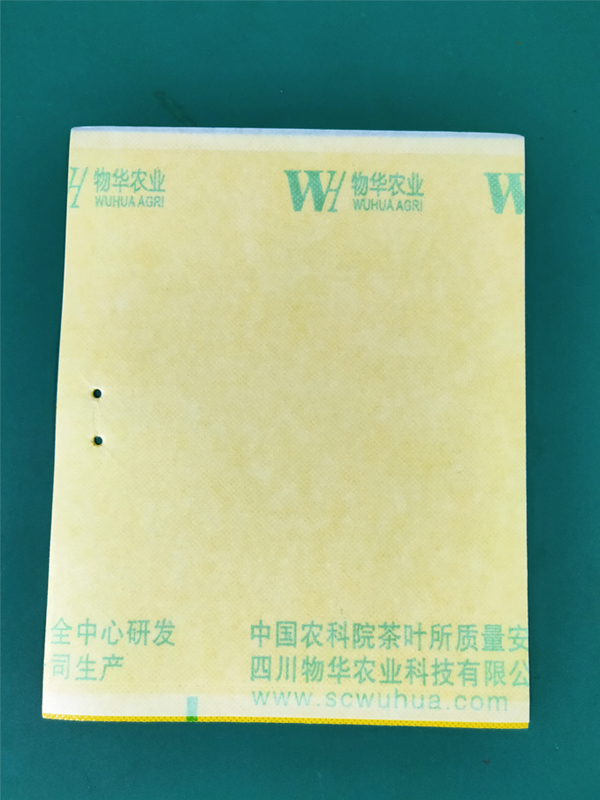 物华农业 物华农业
WUHUA AGRI WH WUHUA AGRI W
全中心研发 中国农科院茶叶所质量安
司生产 四川物华农业科技有限公
www.scwuhua.com